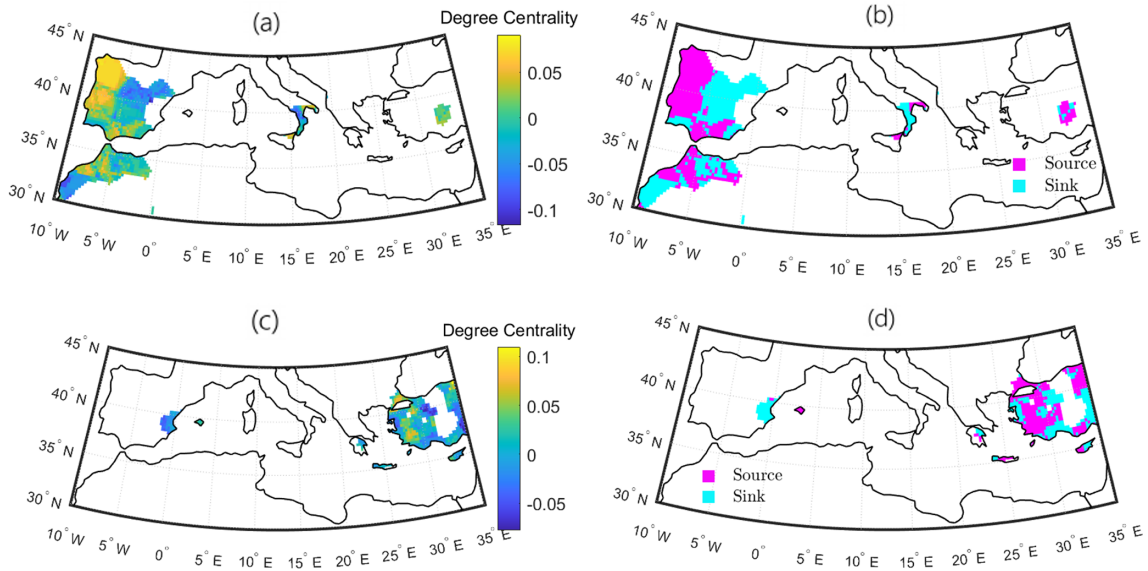 (a)
Degree Centrality
45° N
40° N
35° N
30° N
10° W
5° W
0°
5° E
10° E
15° E
20° E
25° E
30° E
35° E
0.05
0
-0.05
-0.1
(b)
45° N
40° N
35° N
30° N
10° W
5° W
0°
5° E
10° E
15° E
20° E
25° E
30° E
35° E
Source
Sink
(c)
Degree Centrality
45° N
40° N
35° N
30° N
10° W
5° W
0°
5° E
10° E
15° E
20° E
25° E
30° E
35° E
0.1
0.05
0
-0.05
(d)
45° N
40° N
35° N
30° N
10° W
5° W
0°
5° E
10° E
15° E
20° E
25° E
30° E
35° E
Source
Sink